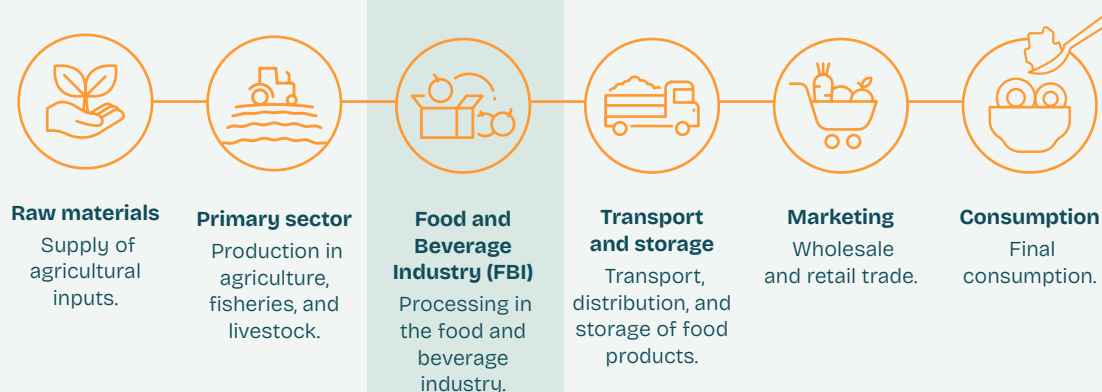 Raw materials
Supply of
agricultural
inputs.
Primary sector
Production in
agriculture,
fisheries, and
livestock.
Food and
Beverage
Industry (FBI)
Processing in
the food and
beverage
industry.
Transport
and storage
Transport,
distribution, and
storage of food
products.
Marketing
Wholesale
and retail trade.
Consumption
Final
consumption.